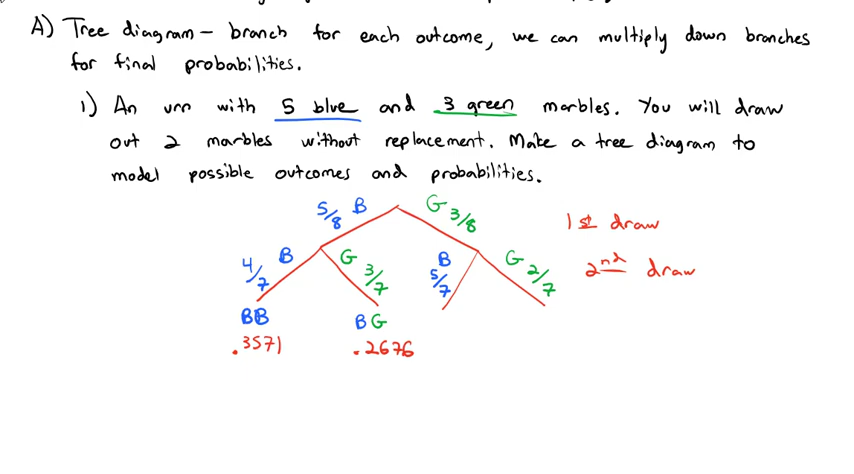 A) Tree diagram – branch for each outcome, we can multiply down branches
for final probabilities.
1) An urn with 5 blue and 3 green marbles. You will draw
out 2 marbles without replacement. Make a tree diagram to
model possible outcomes and probabilities.
5/8 B G 3/8 1st draw
4/7 B G 3/7 B 5/7 G 2/7 2nd draw
BB BG
.3571 .2676